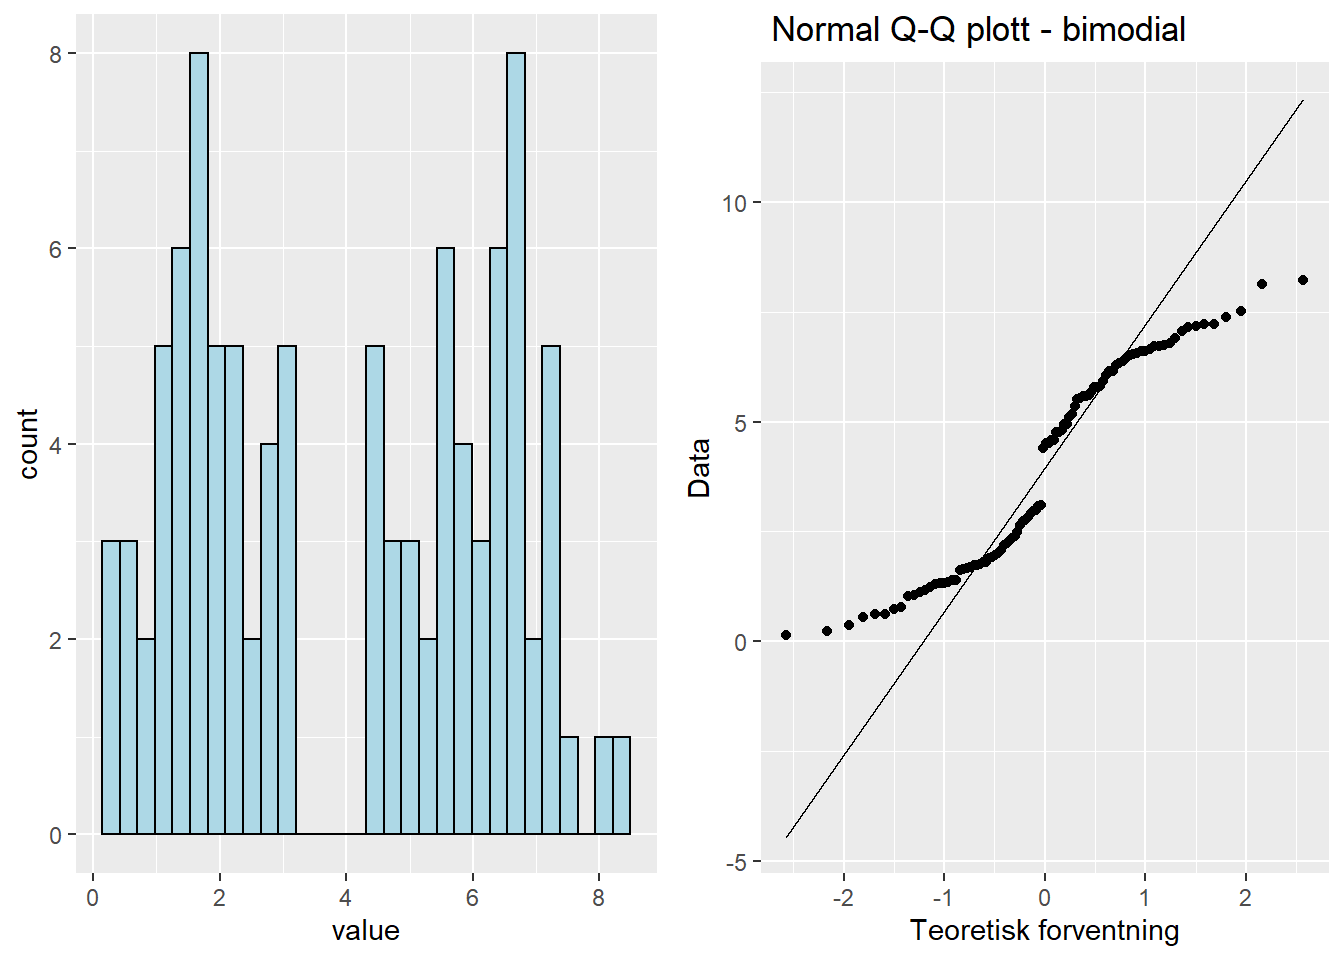 8
6
4
2
0
count
0 2 4 6 8
value
Normal Q-Q plott - bimodial
10
5
0
-5
Data
-2 -1 0 1 2
Teoretisk forventning